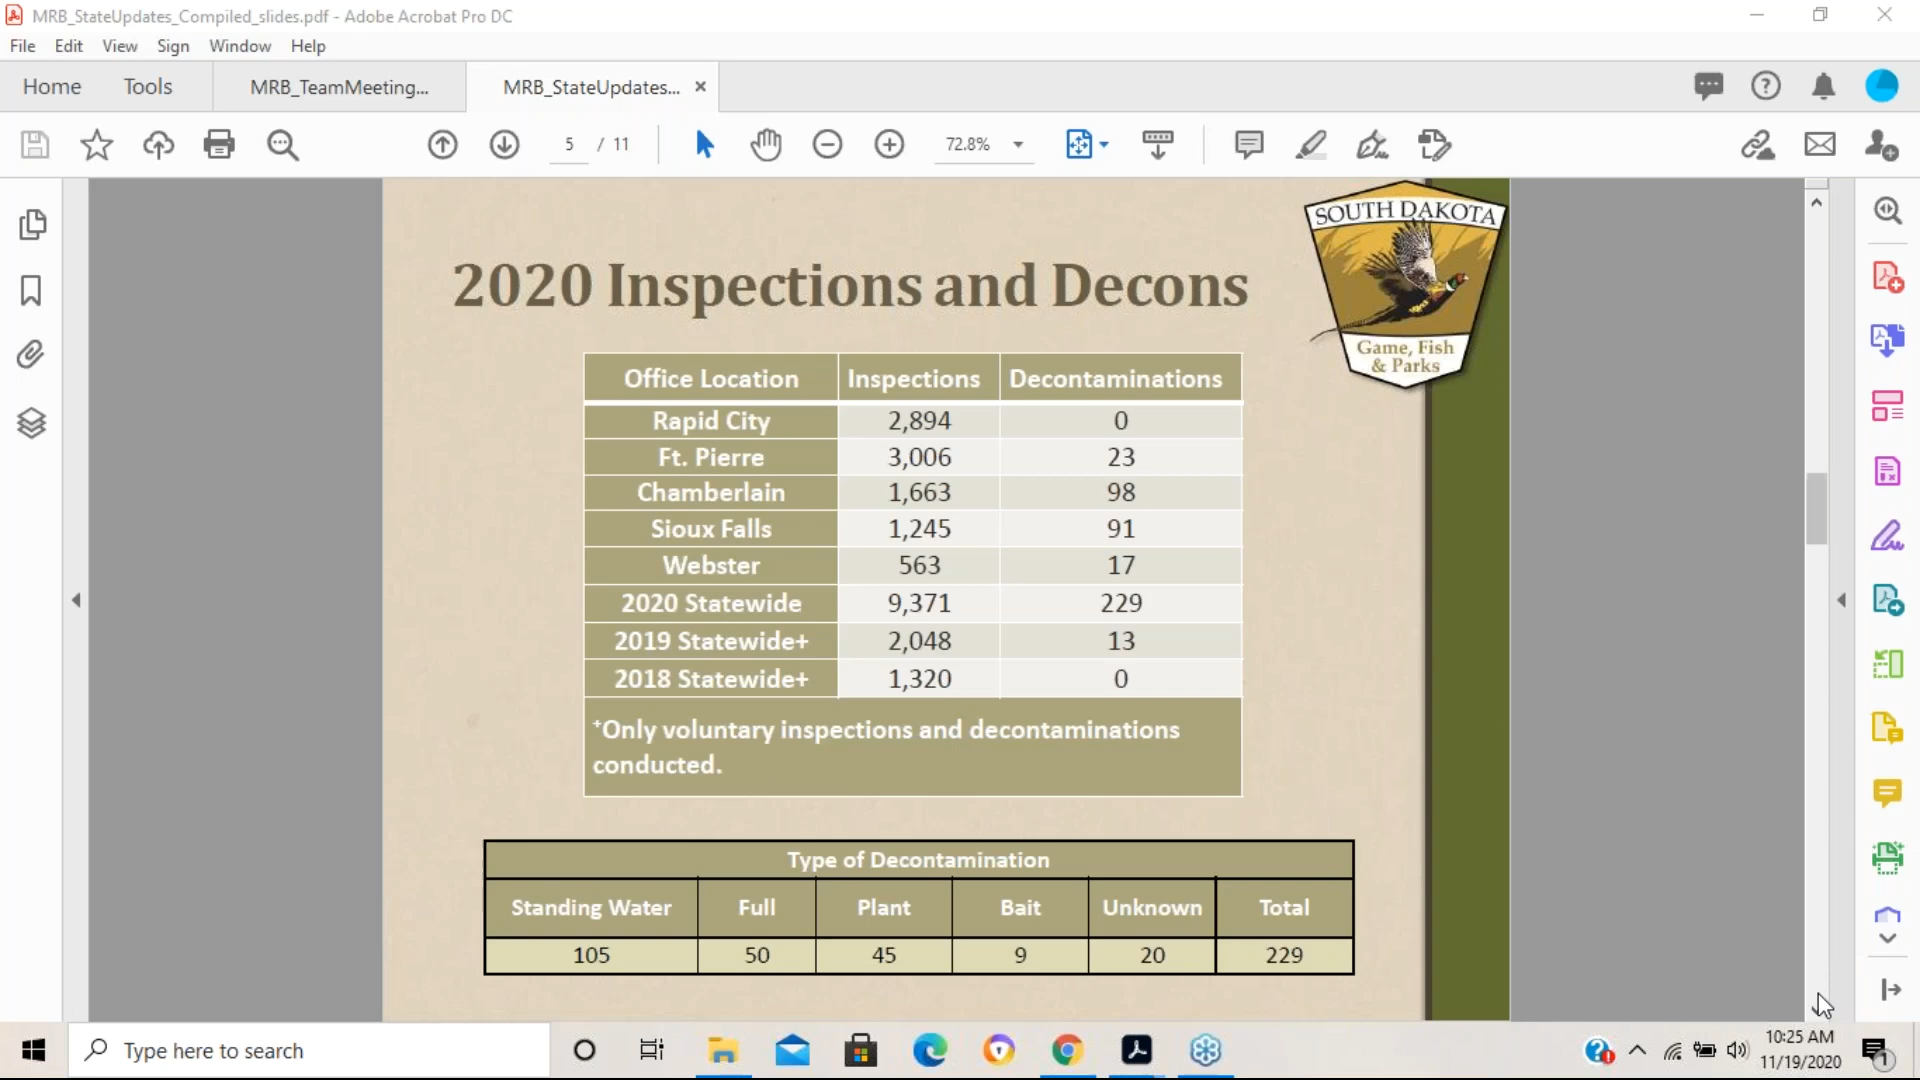 MRB_StateUpdates_Compiled_slides.pdf - Adobe Acrobat Pro DC
File Edit View Sign Window Help
Home Tools MRB_TeamMeeting... MRB_StateUpdates... ×
5 / 11 72.8%
SOUTH DAKOTA
Game, Fish
& Parks
2020 Inspections and Decons
Office Location Inspections Decontaminations
Rapid City 2,894 0
Ft. Pierre 3,006 23
Chamberlain 1,663 98
Sioux Falls 1,245 91
Webster 563 17
2020 Statewide 9,371 229
2019 Statewide+ 2,048 13
2018 Statewide+ 1,320 0
+Only voluntary inspections and decontaminations
conducted.
Type of Decontamination
Standing Water Full Plant Bait Unknown Total
105 50 45 9 20 229
Type here to search
10:25 AM
11/19/2020
1